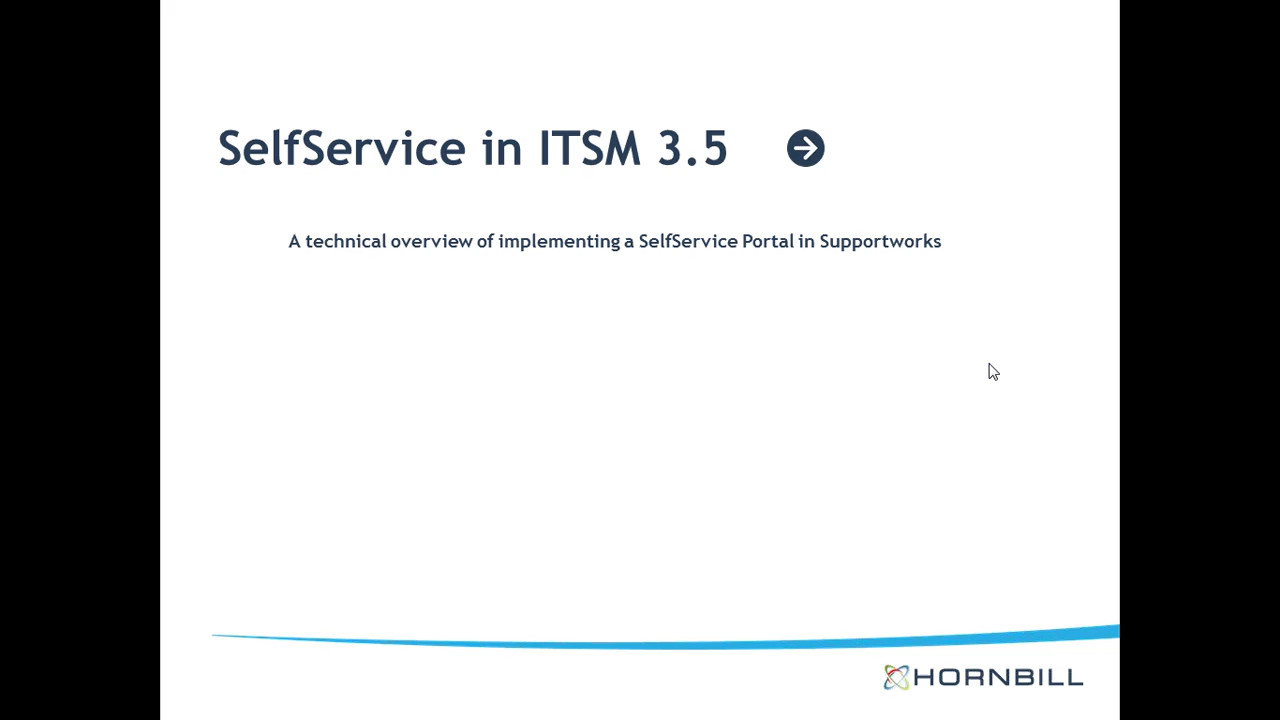 SelfService in ITSM 3.5
A technical overview of implementing a SelfService Portal in Supportworks
HORNBILL